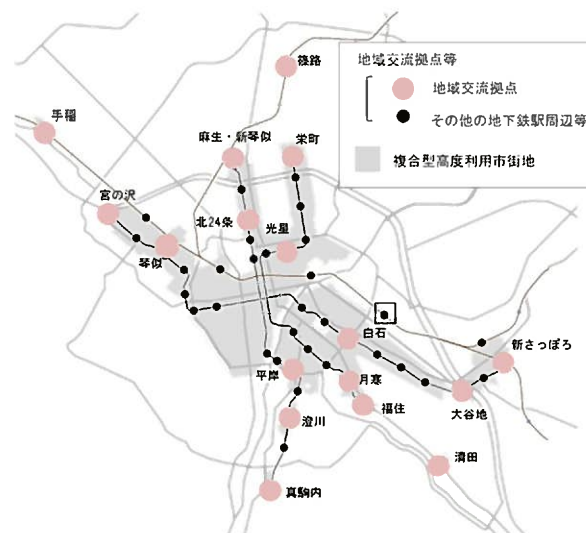 地域交流拠点等
地域交流拠点
その他の地下鉄駅周辺等
複合型高度利用市街地
篠路
手稲
麻生・新琴似
栄町
宮の沢
北24条
光星
琴似
白石
新さっぽろ
平岸
月寒
福住
大谷地
澄川
清田
真駒内